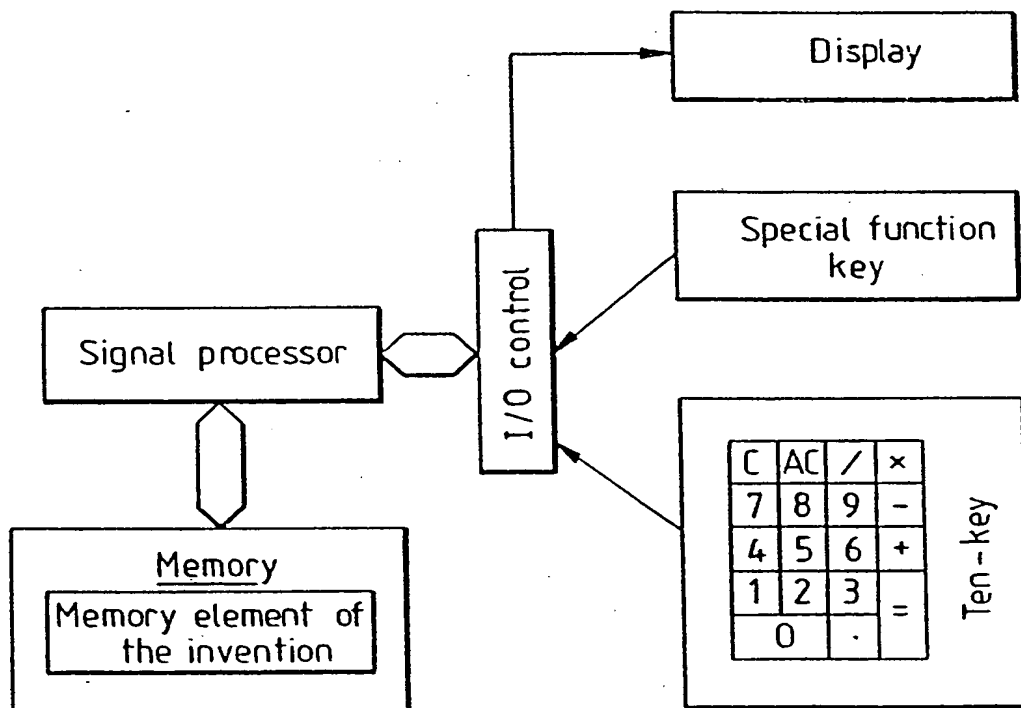 Display
Special function
key
I/O control
Signal processor
Memory
Memory element of
the invention
C AC / ×
7 8 9 -
4 5 6 +
1 2 3 =
0 .
Ten-key